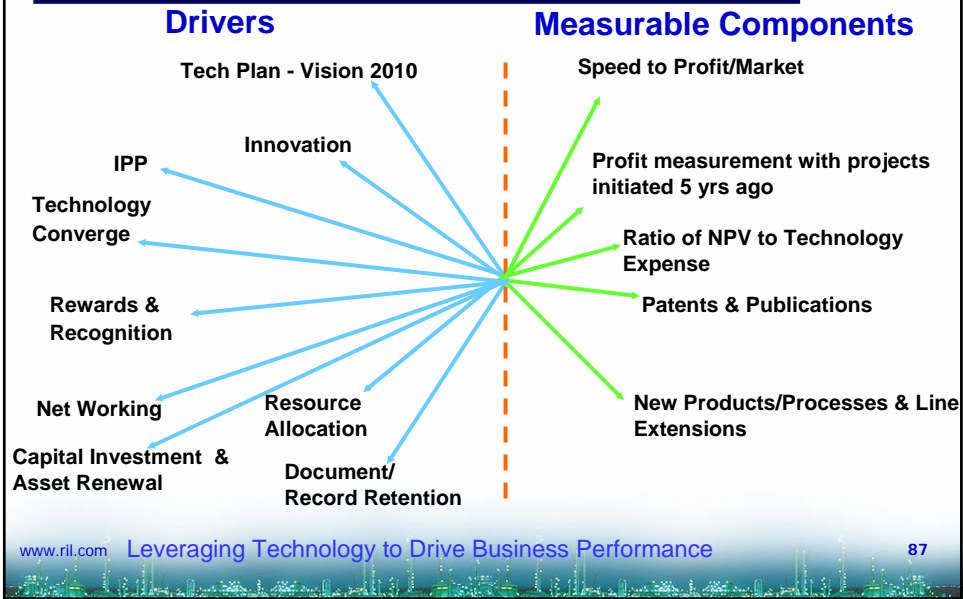 Drivers
Measurable Components
Tech Plan - Vision 2010
Innovation
IPP
Technology
Converge
Rewards &
Recognition
Net Working
Resource
Allocation
Capital Investment &
Asset Renewal
Document/
Record Retention
Speed to Profit/Market
Profit measurement with projects
initiated 5 yrs ago
Ratio of NPV to Technology
Expense
Patents & Publications
New Products/Processes & Line
Extensions
www.ril.com Leveraging Technology to Drive Business Performance 87